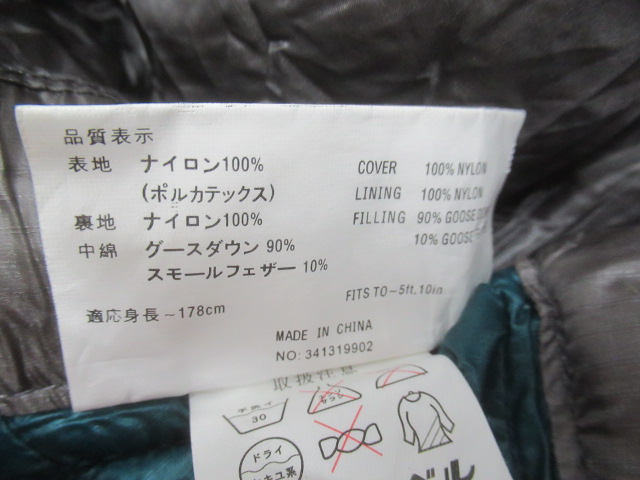 品質表示
表地 ナイロン100% COVER 100% NYLON
(ポルカテックス) LINING 100% NYLON
裏地 ナイロン100% FILLING 90% GOOSE
中綿 グースダウン 90% 10% GOOSE
スモールフェザー 10%
適応身長~178cm FITS TO-5ft.10in
MADE IN CHINA
NO: 341319902
取扱注意
30
ドライ
ベル